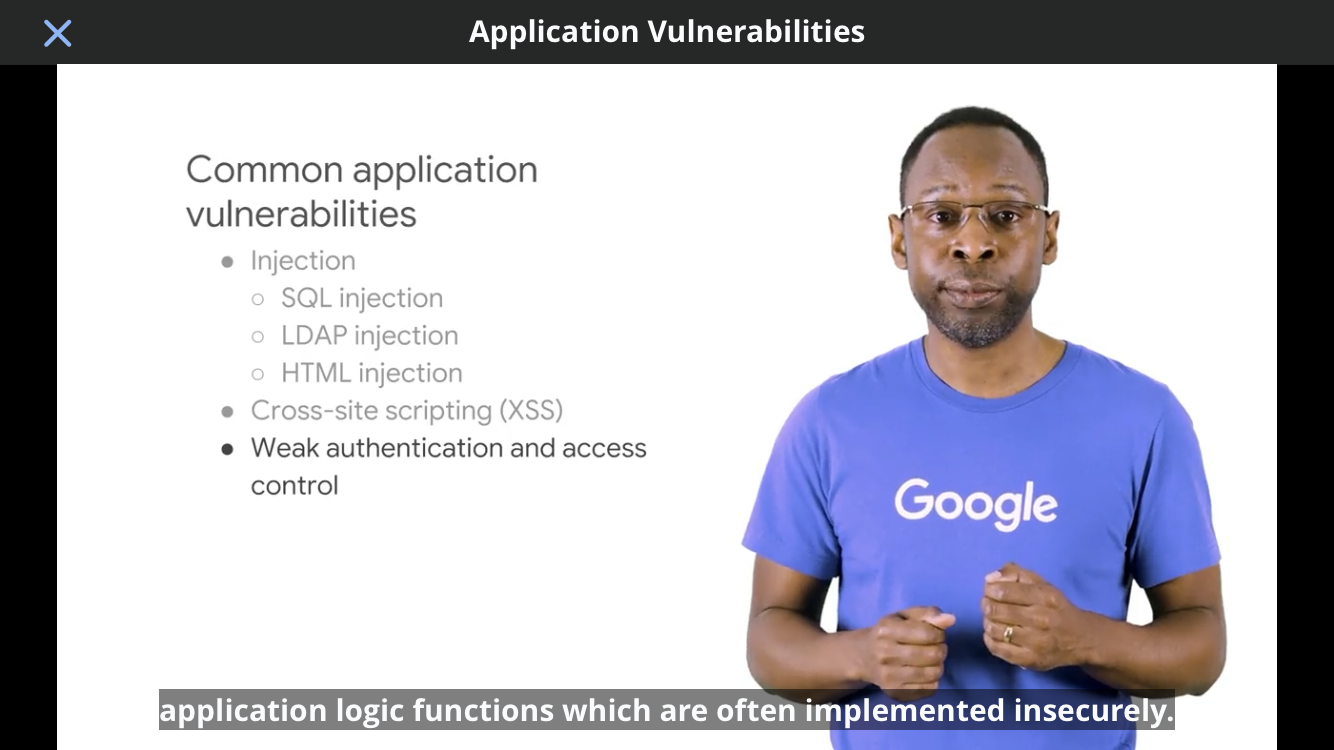 Application Vulnerabilities
Common application
vulnerabilities
● Injection
○ SQL injection
○ LDAP injection
○ HTML injection
● Cross-site scripting (XSS)
● Weak authentication and access
control
Google
application logic functions which are often implemented insecurely.